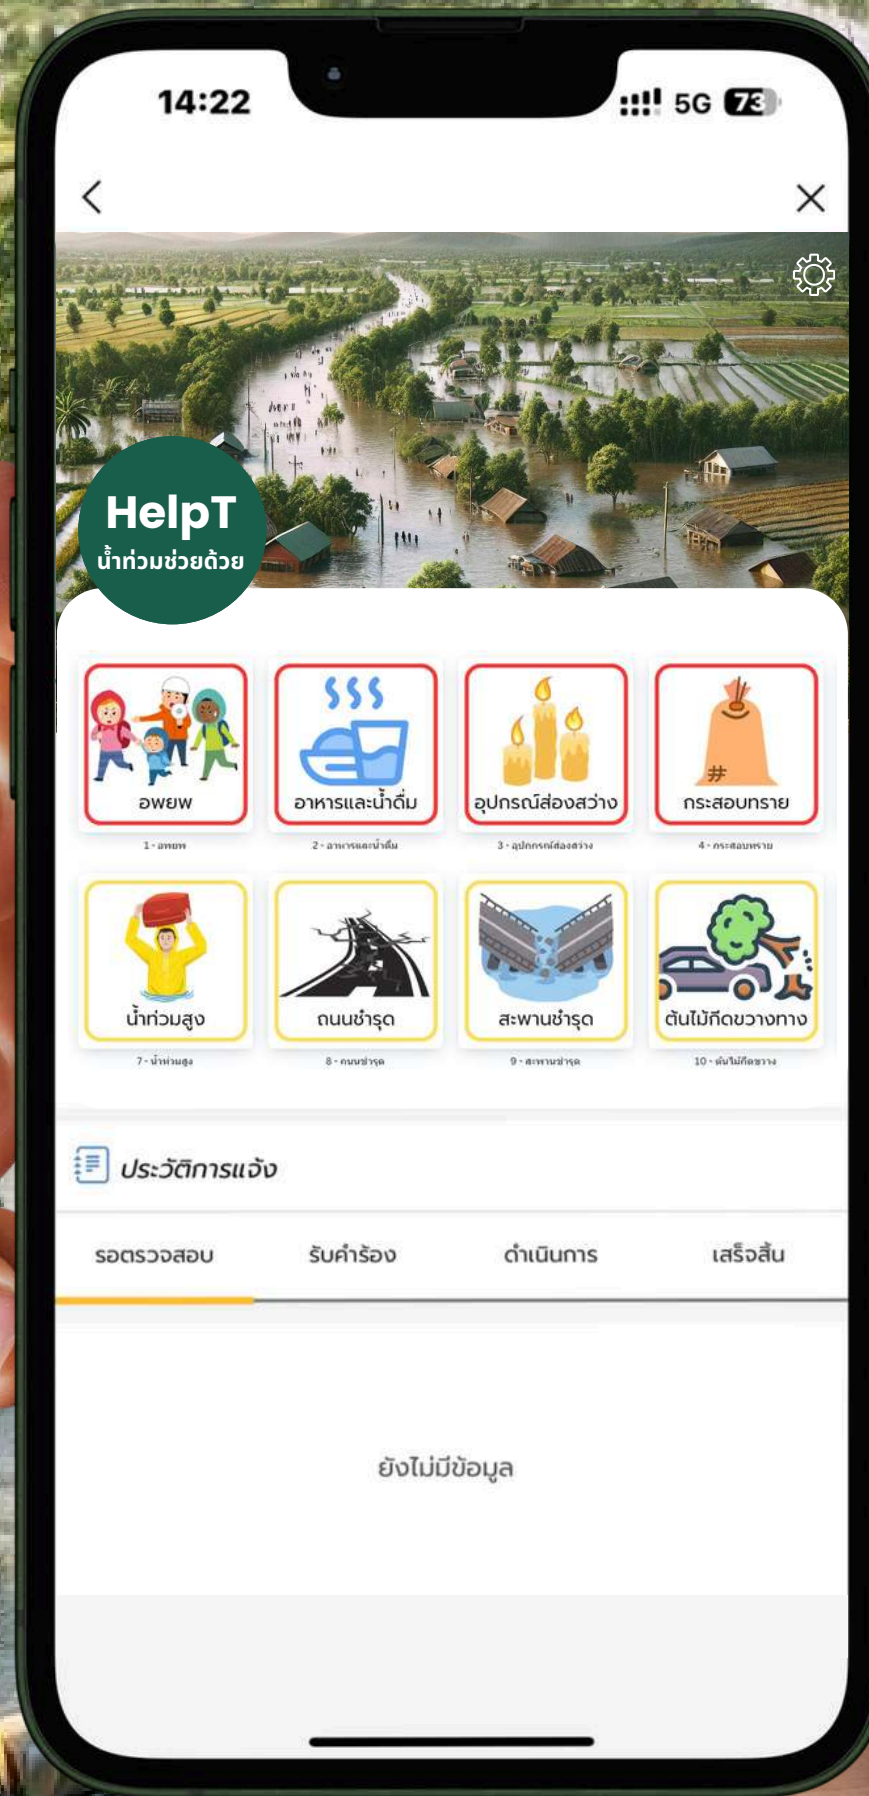 14:22
5G 73
HelpT
น้ำท่วมช่วยด้วย
อพยพ
อาหารและน้ำดื่ม
อุปกรณ์ส่องสว่าง
กระสอบทราย
1 - อพยพ
2 - อาหารและน้ำดื่ม
3 - อุปกรณ์ส่องสว่าง
4 - กระสอบทราย
น้ำท่วมสูง
ถนนชำรุด
สะพานชำรุด
ต้นไม้กีดขวางทาง
7 - น้ำท่วมสูง
8 - ถนนชำรุด
9 - สะพานชำรุด
10 - ต้นไม้กีดขวาง
ประวัติการแจ้ง
รอตรวจสอบ
รับคำร้อง
ดำเนินการ
เสร็จสิ้น
ยังไม่มีข้อมูล